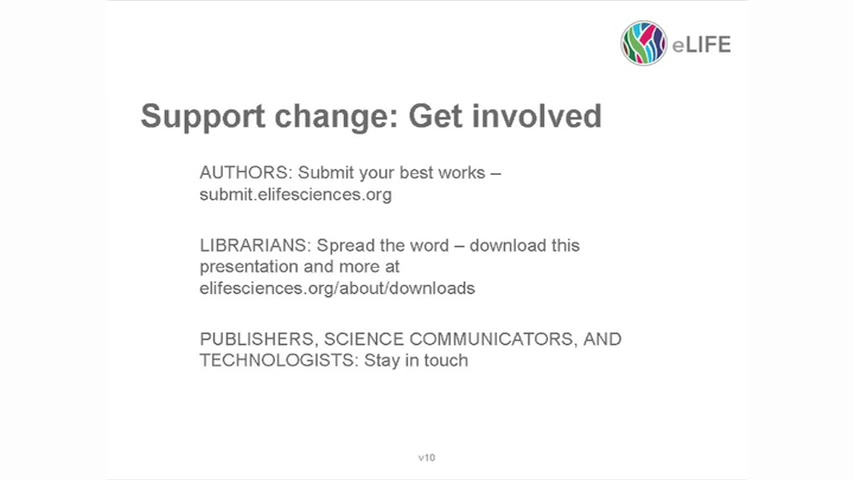 eLIFE
Support change: Get involved
AUTHORS: Submit your best works –
submit.elifesciences.org
LIBRARIANS: Spread the word – download this
presentation and more at
elifesciences.org/about/downloads
PUBLISHERS, SCIENCE COMMUNICATORS, AND
TECHNOLOGISTS: Stay in touch
v10